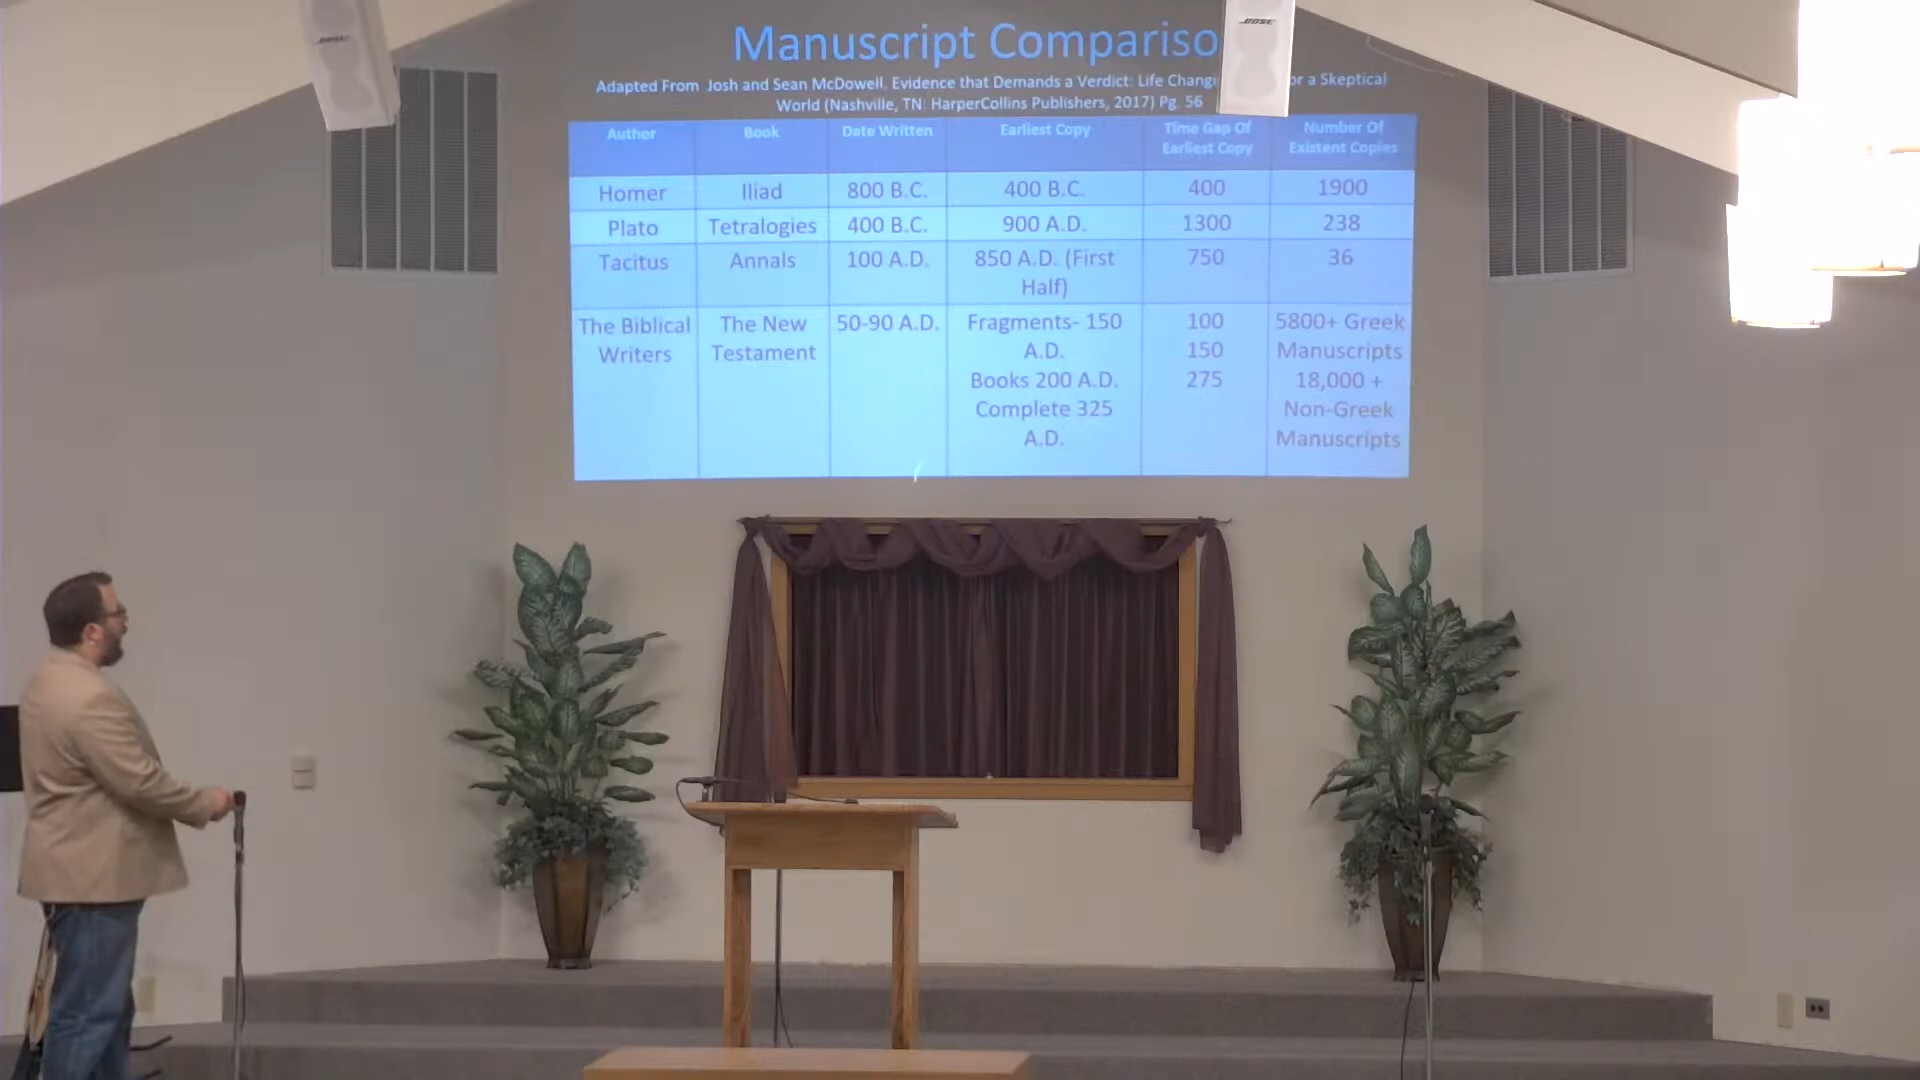 BOSE
BOSE
Manuscript Compariso
Adapted From Josh and Sean McDowell, Evidence that Demands a Verdict: Life Changi or a Skeptical
World (Nashville, TN: HarperCollins Publishers, 2017) Pg. 56
Author Book Date Written Earliest Copy Time Gap Of Earliest Copy Number Of Existent Copies
Homer Iliad 800 B.C. 400 B.C. 400 1900
Plato Tetralogies 400 B.C. 900 A.D. 1300 238
Tacitus Annals 100 A.D. 850 A.D. (First Half) 750 36
The Biblical The New 50-90 A.D. Fragments- 150 100 5800+ Greek
Writers Testament A.D. 150 Manuscripts
Books 200 A.D. 275 18,000 +
Complete 325 Non-Greek
A.D. Manuscripts